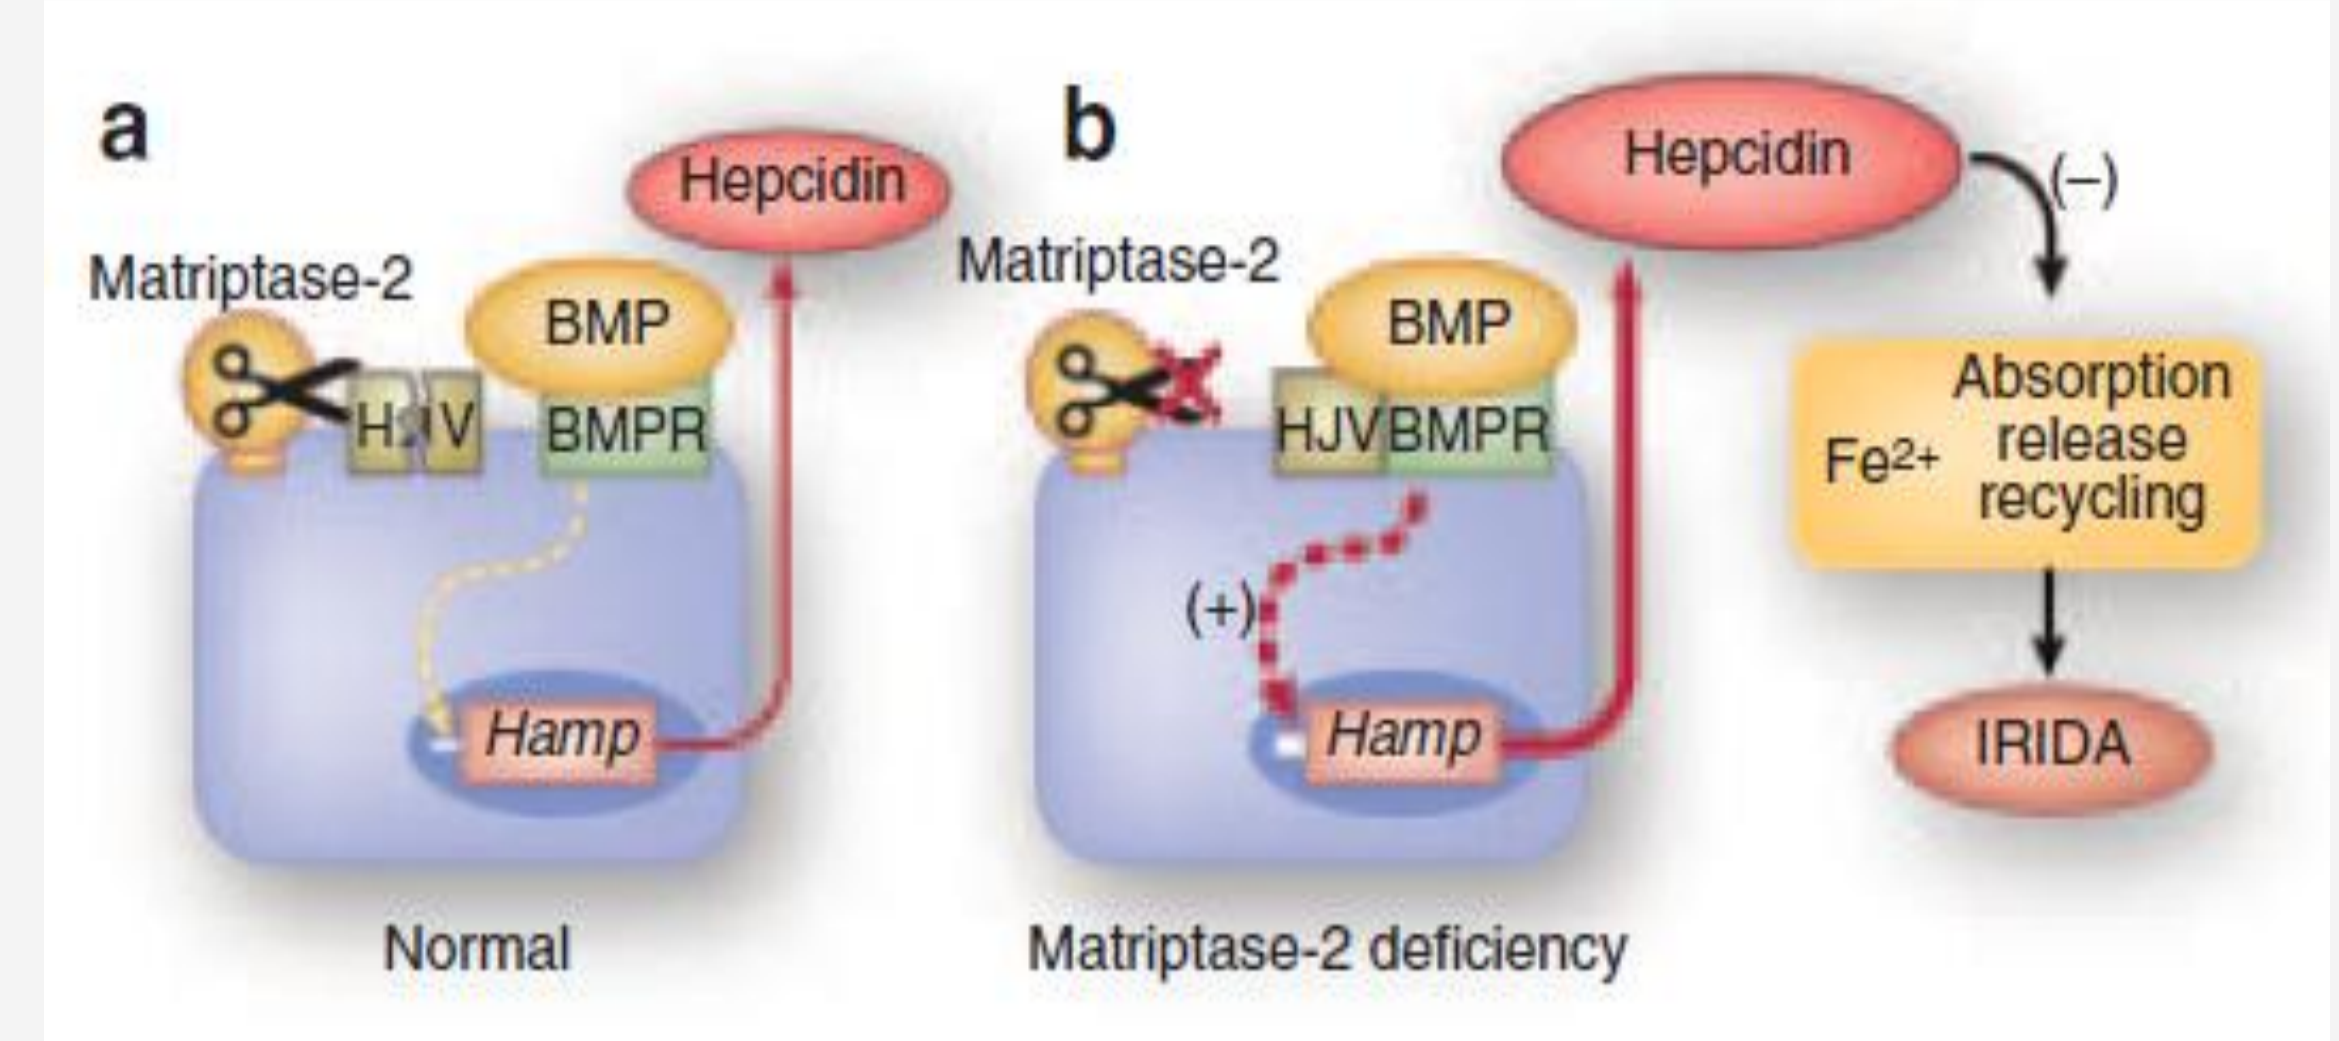 a
Hepcidin
Matriptase-2
BMP
HJV
BMPR
Hamp
Normal
b
Hepcidin
(–)
Matriptase-2
BMP
HJV
BMPR
(+)
Hamp
Matriptase-2 deficiency
Absorption
Fe²⁺ release
recycling
IRIDA